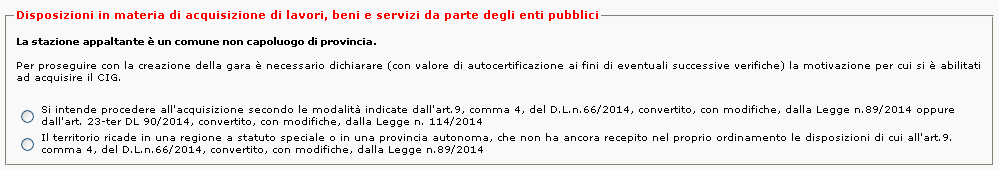 Disposizioni in materia di acquisizione di lavori, beni e servizi da parte degli enti pubblici
La stazione appaltante è un comune non capoluogo di provincia.
Per proseguire con la creazione della gara è necessario dichiarare (con valore di autocertificazione ai fini di eventuali successive verifiche) la motivazione per cui si è abilitati
ad acquisire il CIG.
Si intende procedere all'acquisizione secondo le modalità indicate dall'art.9, comma 4, del D.L.n.66/2014, convertito, con modifiche, dalla Legge n.89/2014 oppure
dall'art. 23-ter DL 90/2014, convertito, con modifiche, dalla Legge n. 114/2014
Il territorio ricade in una regione a statuto speciale o in una provincia autonoma, che non ha ancora recepito nel proprio ordinamento le disposizioni di cui all'art.9.
comma 4, del D.L.n.66/2014, convertito, con modifiche, dalla Legge n.89/2014